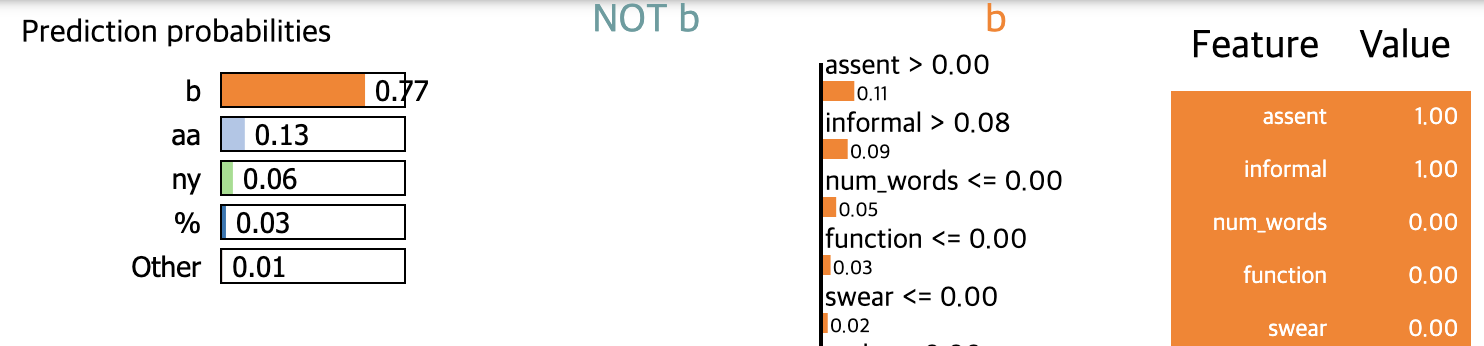 Prediction probabilities
b 0.77
aa 0.13
ny 0.06
% 0.03
Other 0.01
NOT b
b
assent > 0.00
0.11
informal > 0.08
0.09
num_words <= 0.00
0.05
function <= 0.00
0.03
swear <= 0.00
0.02
Feature Value
assent 1.00
informal 1.00
num_words 0.00
function 0.00
swear 0.00